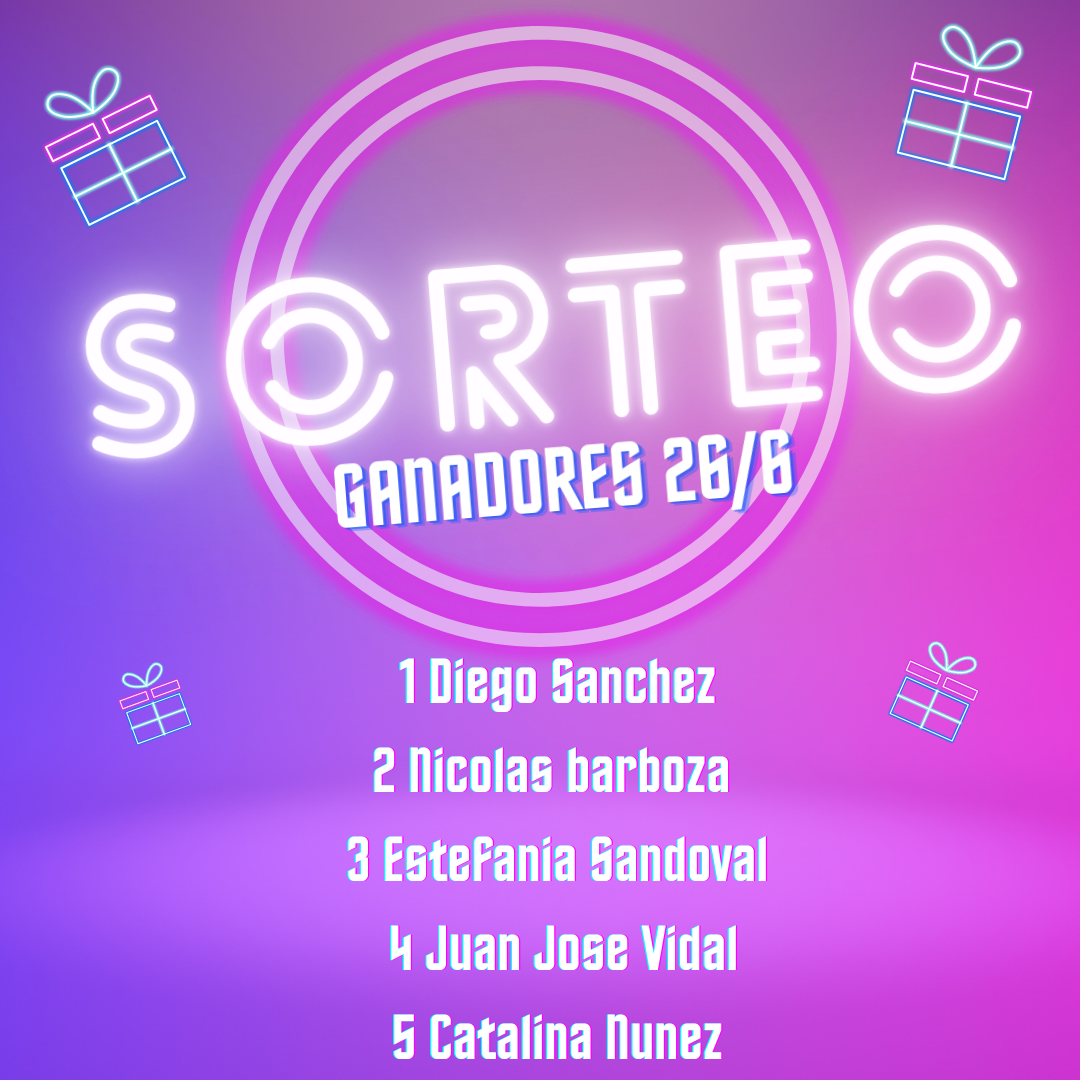 SORTEO
GANADORES 26/6
1 Diego Sanchez
2 Nicolas barboza
3 Estefania Sandoval
4 Juan Jose Vidal
5 Catalina Nunez